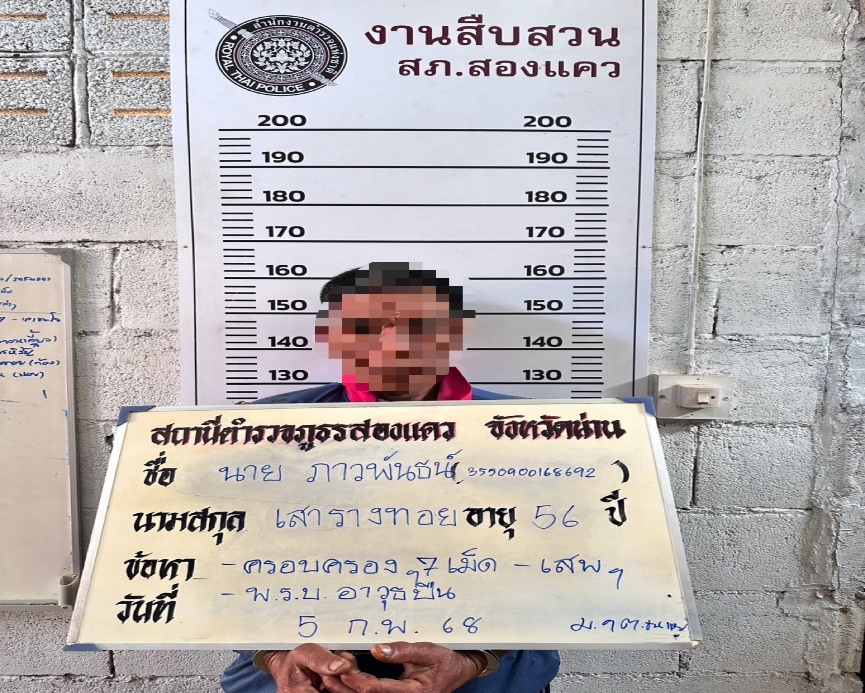 สำนักงานตำรวจแห่งชาติ
ROYAL THAI POLICE
งานสืบสวน
สภ.สองแคว
200 200
190 190
180 180
170 170
160 160
150 150
140 140
130 130
สถานีตำรวจภูธรสองแคว จังหวัดน่าน
ชื่อ นาย ภาวพันธน์ (3550900168692)
นามสกุล เสารางทอย อายุ 56 ปี
ข้อหา - ครอบครองฯ 7 เม็ด - เสพฯ
- พ.ร.บ. อาวุธปืน
วันที่ 5 ก.พ. 68